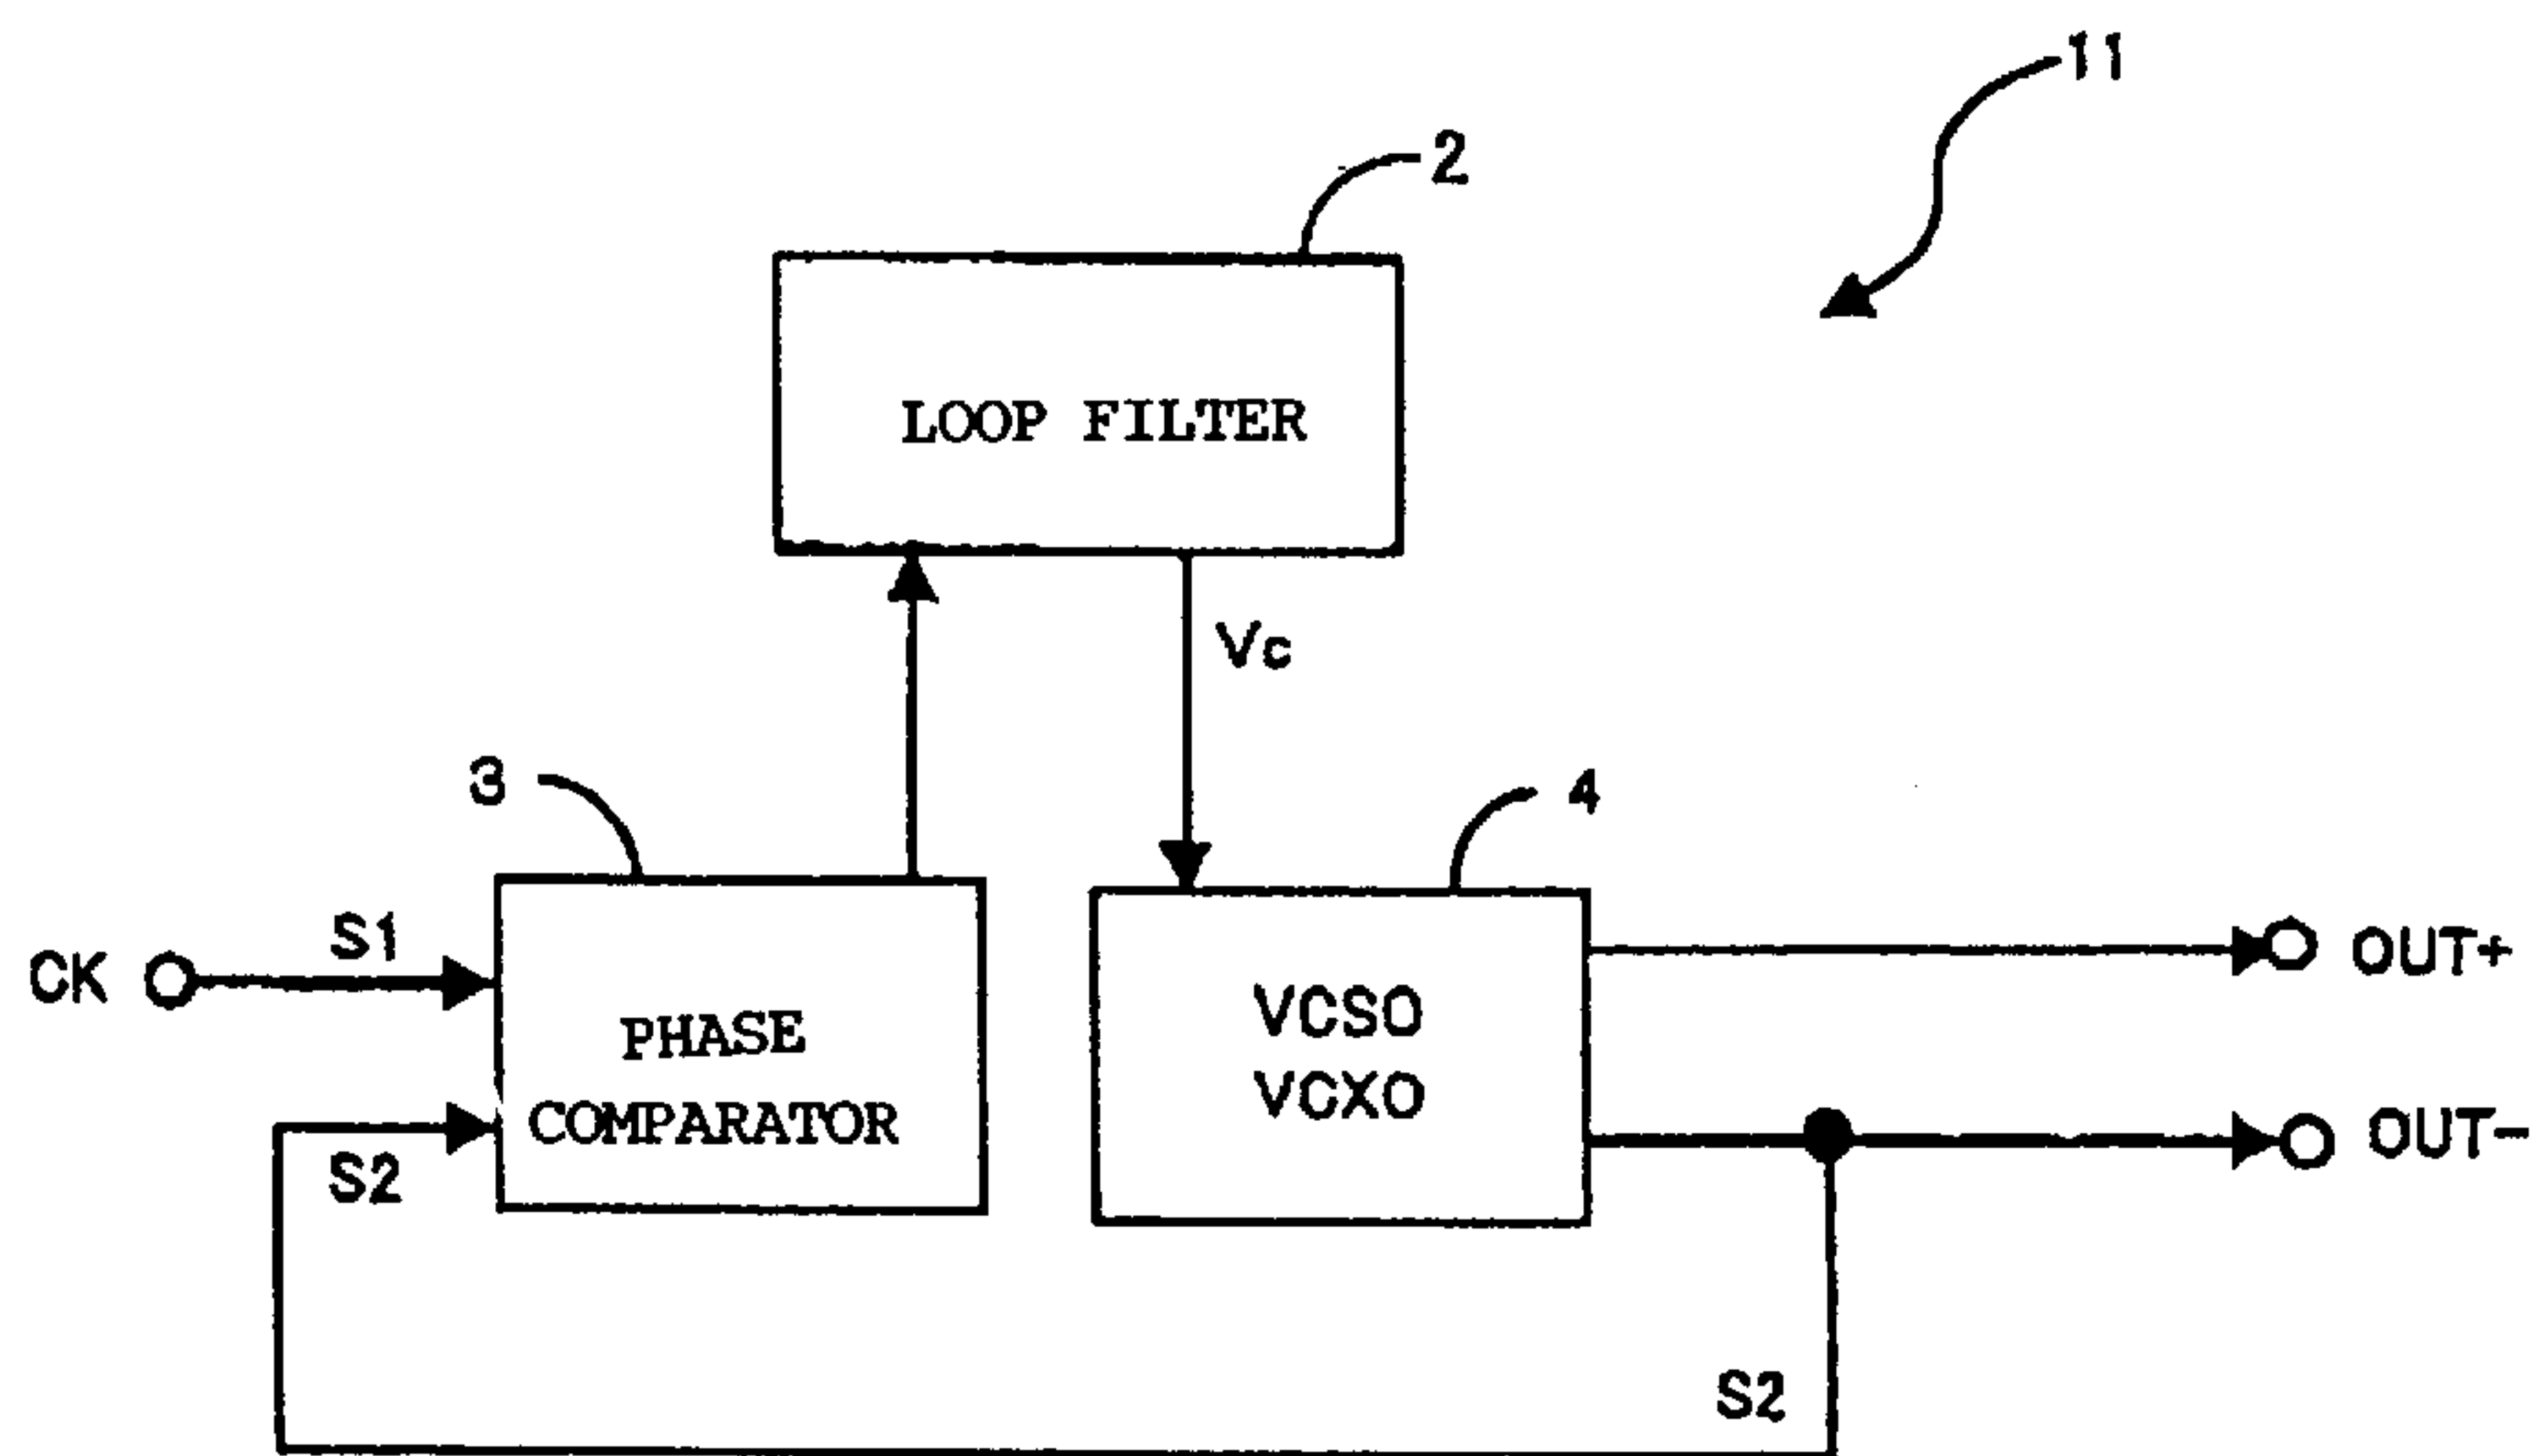 11
2
LOOP FILTER
Vc
3
4
CK
S1
PHASE
COMPARATOR
S2
VCSO
VCXO
OUT+
OUT-
S2